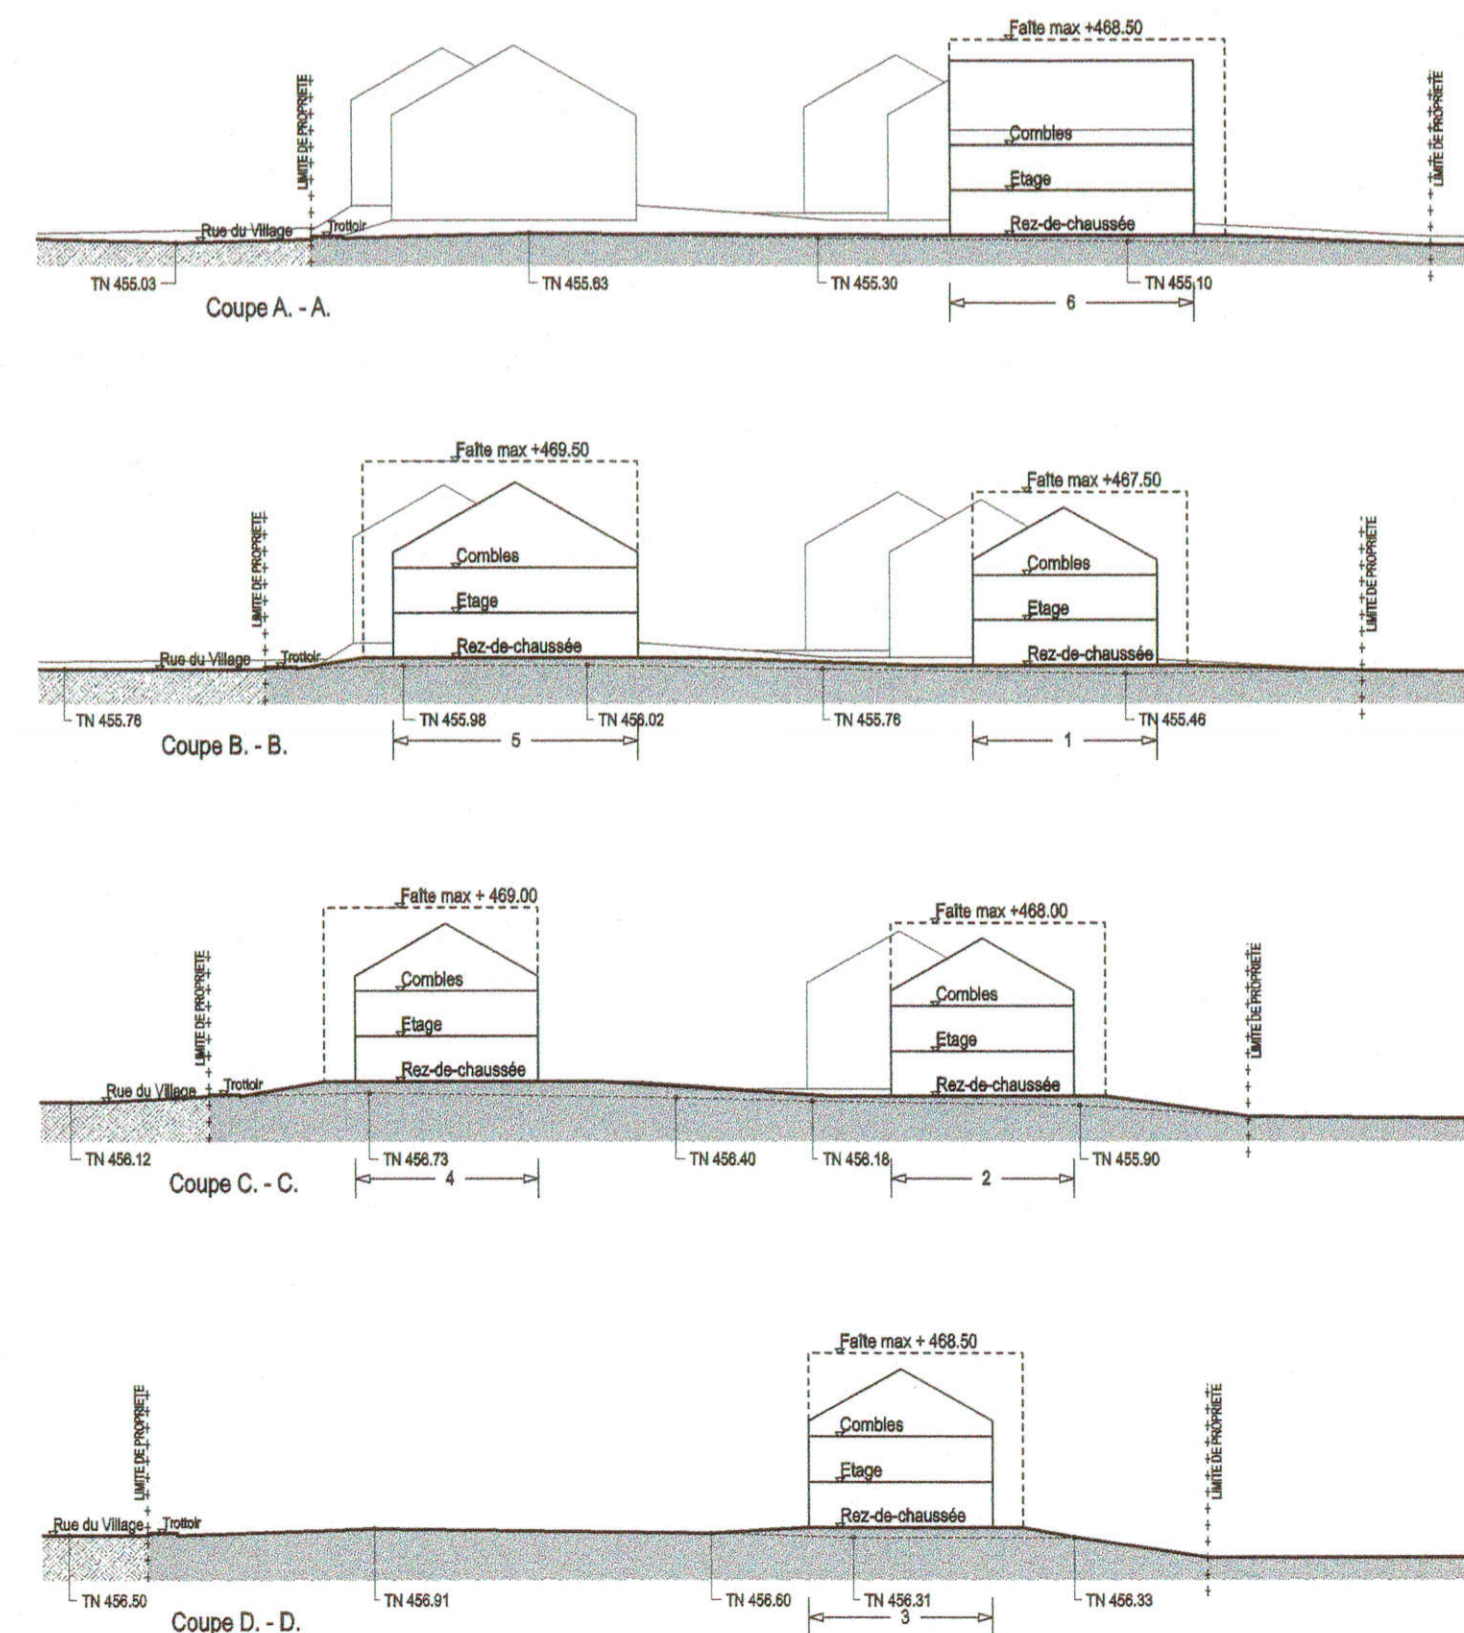 Faîte max +468.50
LIMITE DE PROPRIETE
LIMITE DE PROPRIETE
Combles
Etage
Rez-de-chaussée
Rue du Village
Trottoir
TN 455.03
TN 455.63
TN 455.30
TN 455.10
6
Coupe A. - A.
Faîte max +469.50
Faîte max +467.50
LIMITE DE PROPRIETE
LIMITE DE PROPRIETE
Combles
Combles
Etage
Etage
Rez-de-chaussée
Rez-de-chaussée
Rue du Village
Trottoir
TN 455.76
TN 455.98
TN 456.02
TN 455.76
TN 455.46
5
1
Coupe B. - B.
Faîte max + 469.00
Faîte max +468.00
LIMITE DE PROPRIETE
LIMITE DE PROPRIETE
Combles
Combles
Etage
Etage
Rez-de-chaussée
Rez-de-chaussée
Rue du Village
Trottoir
TN 456.12
TN 456.73
TN 456.40
TN 456.18
TN 455.90
4
2
Coupe C. - C.
Faîte max + 468.50
LIMITE DE PROPRIETE
LIMITE DE PROPRIETE
Combles
Etage
Rez-de-chaussée
Rue du Village
Trottoir
TN 456.50
TN 456.91
TN 456.60
TN 456.31
TN 456.33
3
Coupe D. - D.